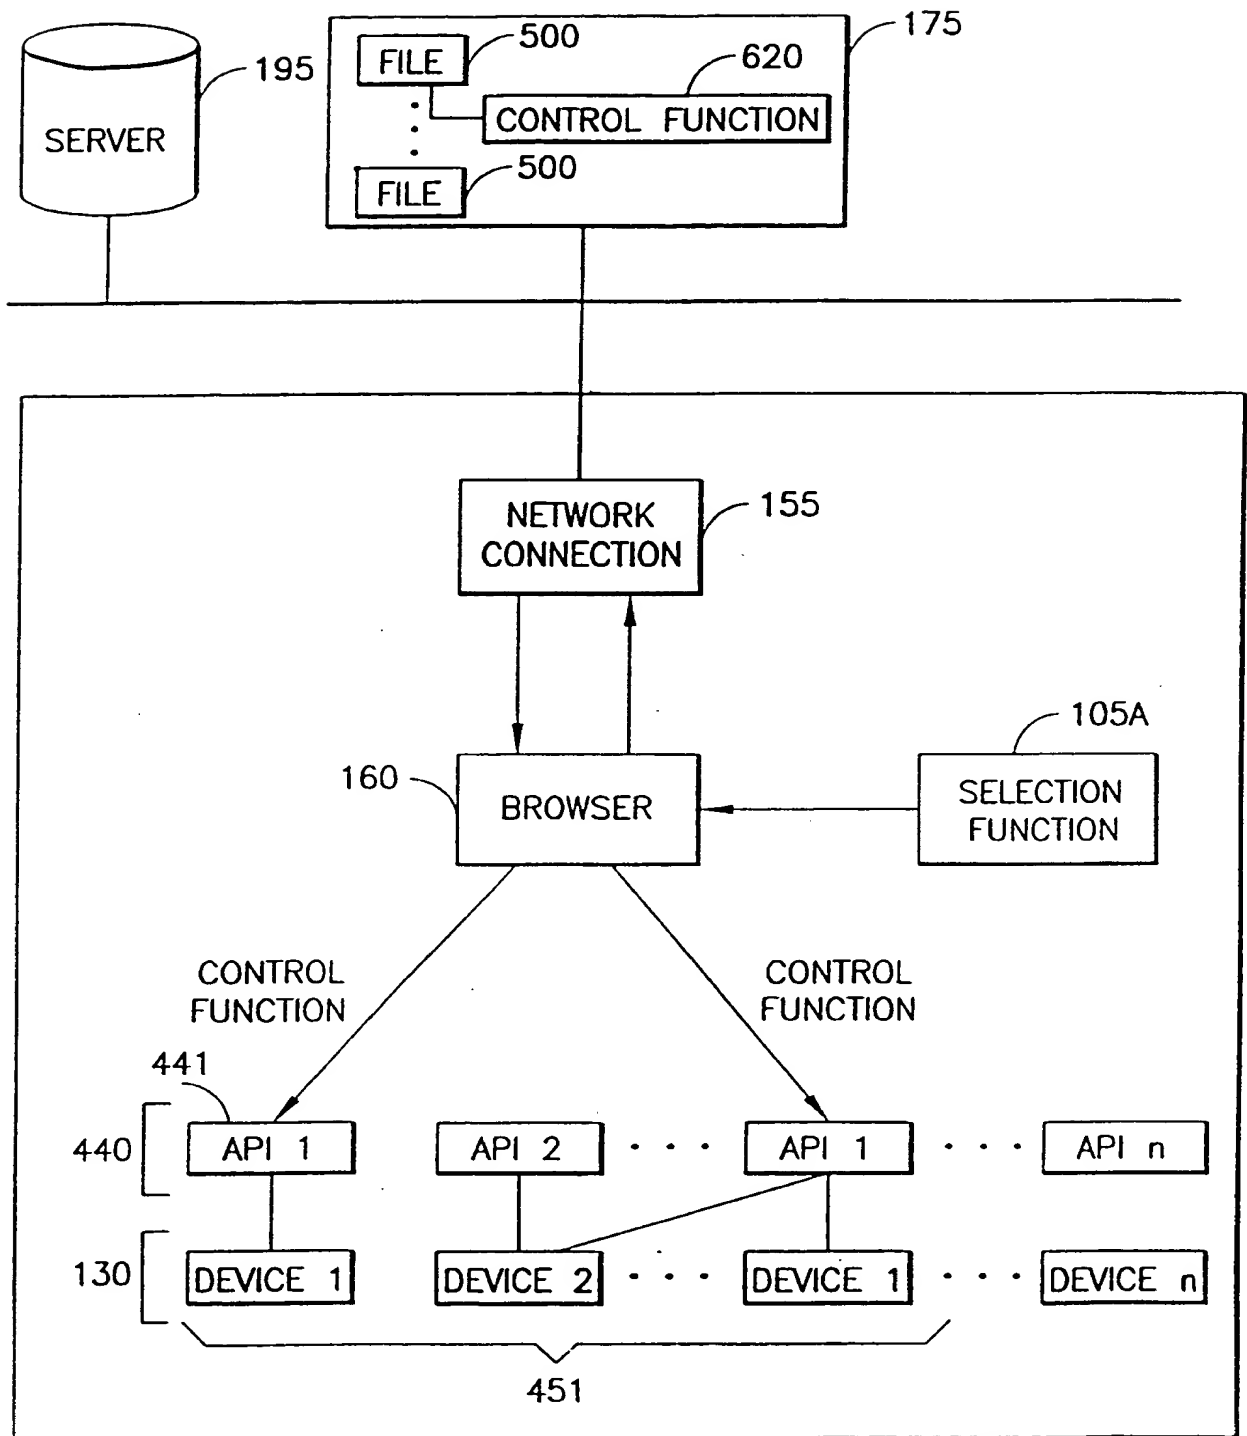 SERVER
195
FILE
500
175
620
CONTROL FUNCTION
FILE
500
NETWORK
CONNECTION
155
160
BROWSER
105A
SELECTION
FUNCTION
CONTROL
FUNCTION
CONTROL
FUNCTION
441
440
API 1
API 2
API 1
API n
130
DEVICE 1
DEVICE 2
DEVICE 1
DEVICE n
451